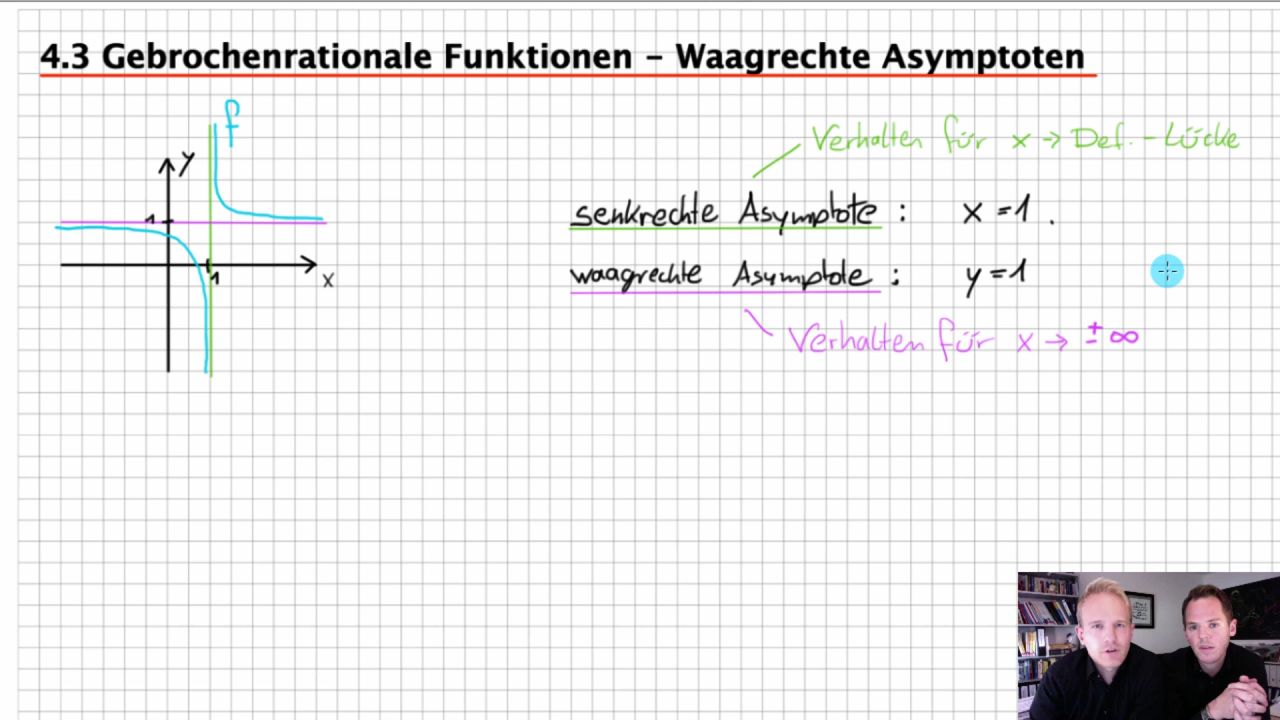 4.3 Gebrochenrationale Funktionen – Waagrechte Asymptoten
f
y
1
1
x
Verhalten für x → Def.-Lücke
senkrechte Asymptote : x = 1 .
waagrechte Asymptote : y = 1
Verhalten für x → ± ∞